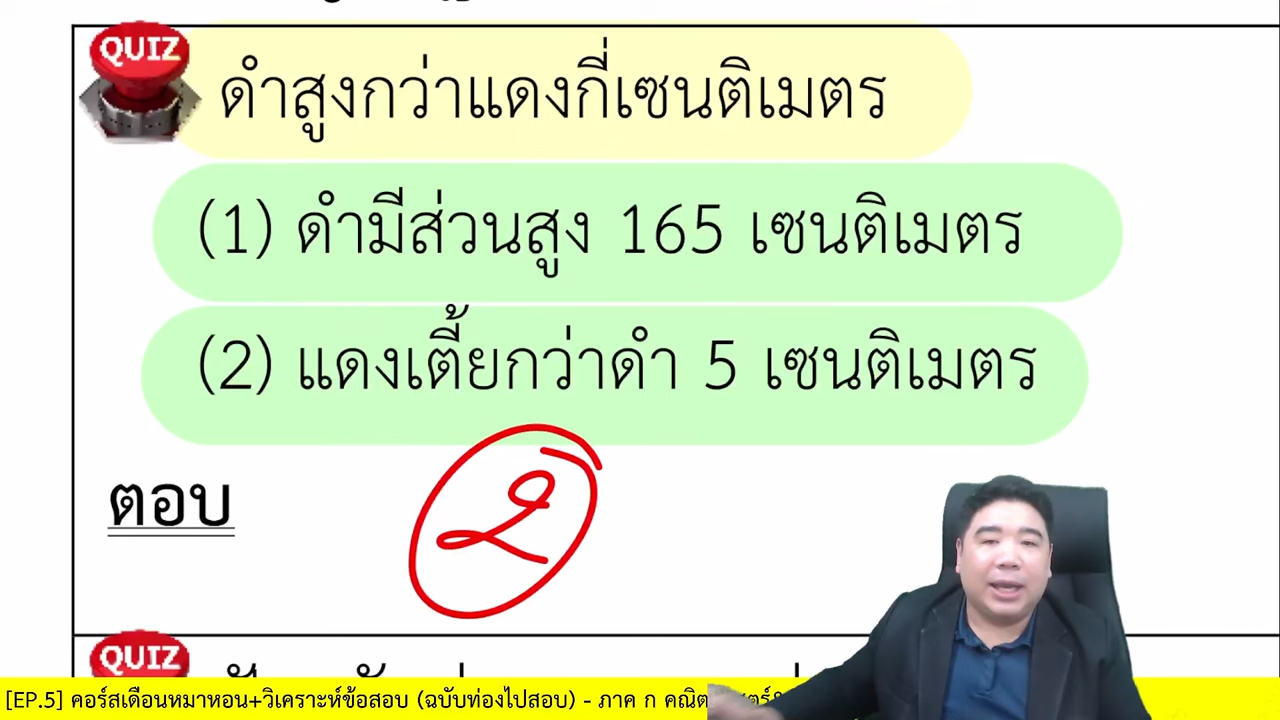 QUIZ
ดำสูงกว่าแดงกี่เซนติเมตร
(1) ดำมีส่วนสูง 165 เซนติเมตร
(2) แดงเตี้ยกว่าดำ 5 เซนติเมตร
ตอบ
2
QUIZ
[EP.5] คอร์สเดือนหมาหอน+วิเคราะห์ข้อสอบ (ฉบับท่องไปสอบ) - ภาค ก